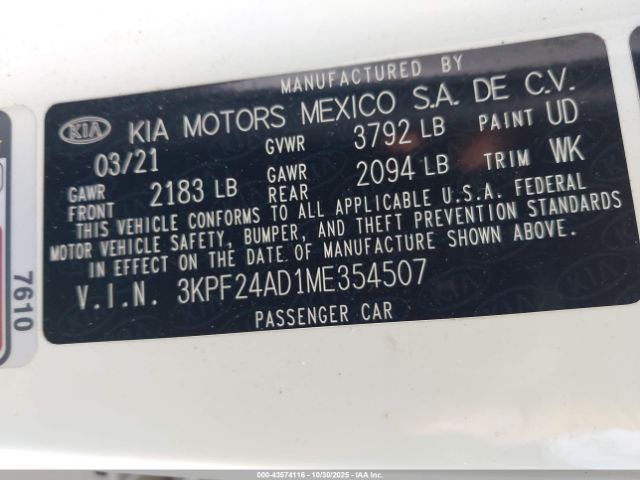 MANUFACTURED BY
KIA KIA MOTORS MEXICO S.A. DE C.V.
03/21 GVWR 3792 LB PAINT UD
GAWR FRONT 2183 LB GAWR REAR 2094 LB TRIM WK
THIS VEHICLE CONFORMS TO ALL APPLICABLE U.S.A. FEDERAL
MOTOR VEHICLE SAFETY, BUMPER, AND THEFT PREVENTION STANDARDS
IN EFFECT ON THE DATE OF MANUFACTURE SHOWN ABOVE.
V.I.N. 3KPF24AD1ME354507
PASSENGER CAR
7610
000-43574116 - 10/30/2025 - IAA Inc.